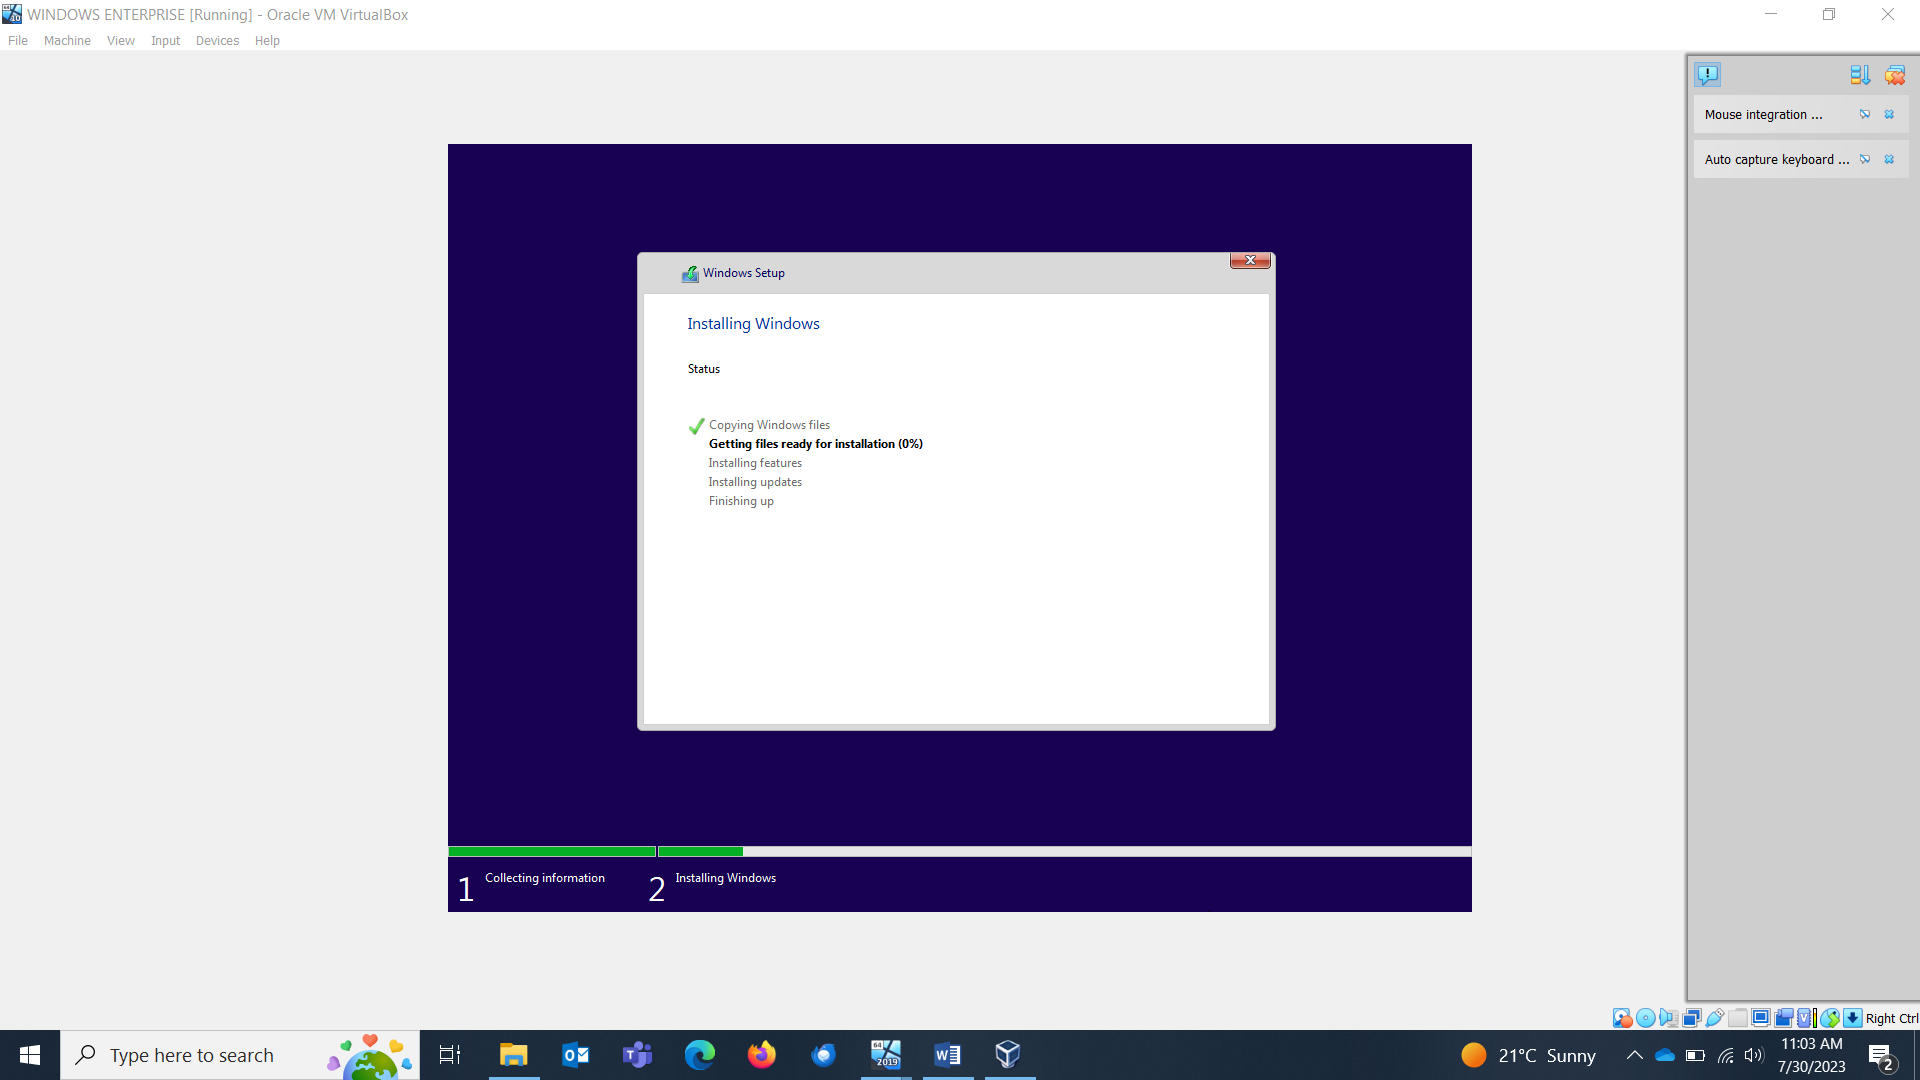 WINDOWS ENTERPRISE [Running] - Oracle VM VirtualBox
File Machine View Input Devices Help
Mouse integration ...
Auto capture keyboard ...
Windows Setup
Installing Windows
Status
Copying Windows files
Getting files ready for installation (0%)
Installing features
Installing updates
Finishing up
1 Collecting information
2 Installing Windows
Right Ctrl
Type here to search
64
2019
21°C Sunny
11:03 AM
7/30/2023
2